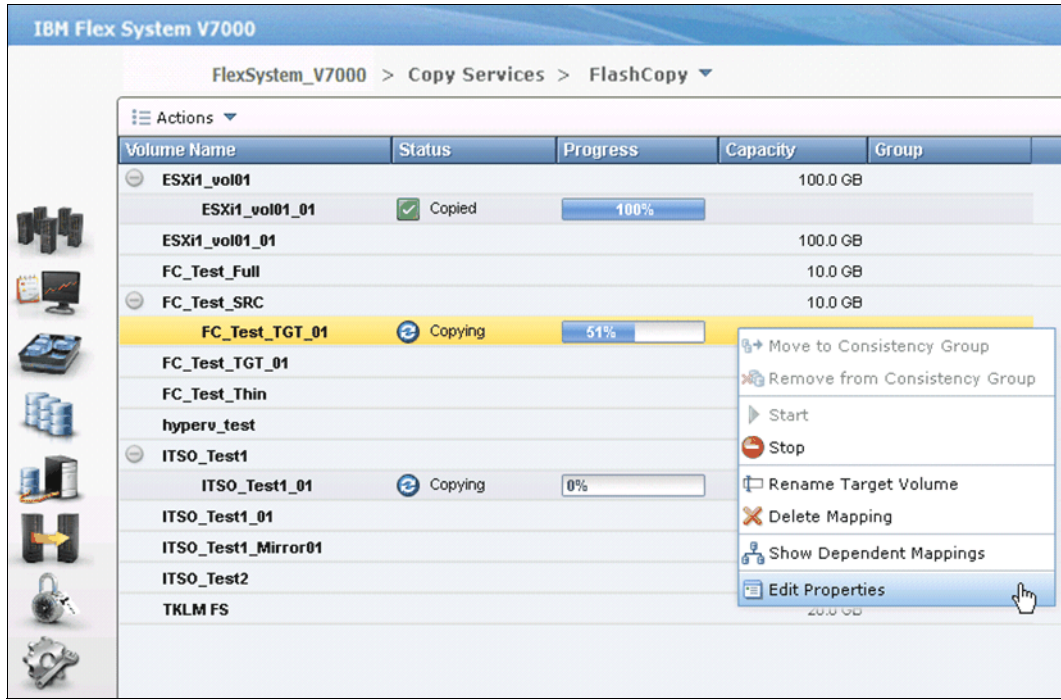 IBM Flex System V7000
FlexSystem_V7000 > Copy Services > FlashCopy
Actions
Volume Name Status Progress Capacity Group
ESXi1_vol01 100.0 GB
ESXi1_vol01_01 Copied 100%
ESXi1_vol01_01 100.0 GB
FC_Test_Full 10.0 GB
FC_Test_SRC 10.0 GB
FC_Test_TGT_01 Copying 51%
Move to Consistency Group
FC_Test_TGT_01
Remove from Consistency Group
FC_Test_Thin
Start
hyperv_test
Stop
ITSO_Test1
ITSO_Test1_01 Copying 0%
Rename Target Volume
ITSO_Test1_01
Delete Mapping
ITSO_Test1_Mirror01
Show Dependent Mappings
ITSO_Test2
Edit Properties
TKLM FS 20.0 GB